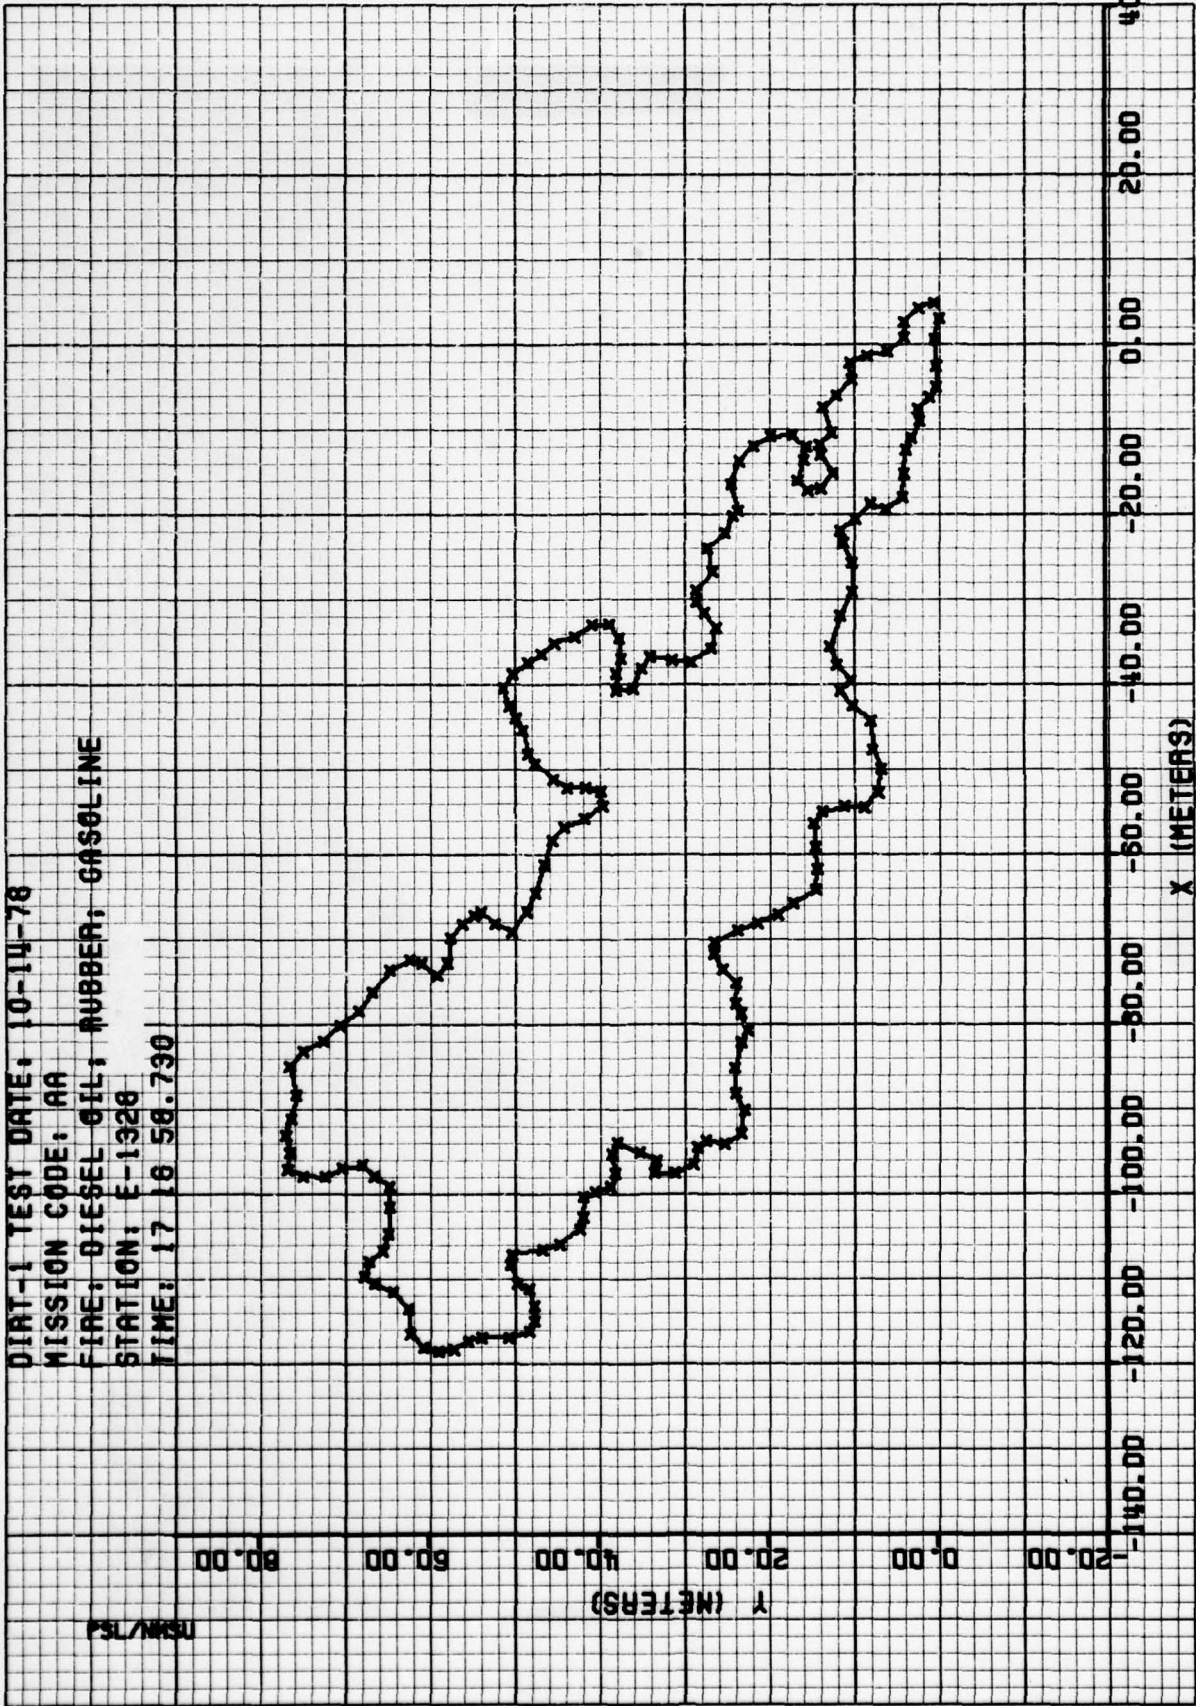 DIRT-1 TEST DATE: 10-14-78
MISSION CODE: AA
FIRE: DIESEL OIL; RUBBER; GASOLINE
STATION: E-1328
TIME: 17 16 58.730
PSL/NMSU
Y (METERS)
80.00
60.00
40.00
20.00
0.00
-20.00
-140.00
-120.00
-100.00
-80.00
-60.00
-40.00
-20.00
0.00
20.00
X (METERS)